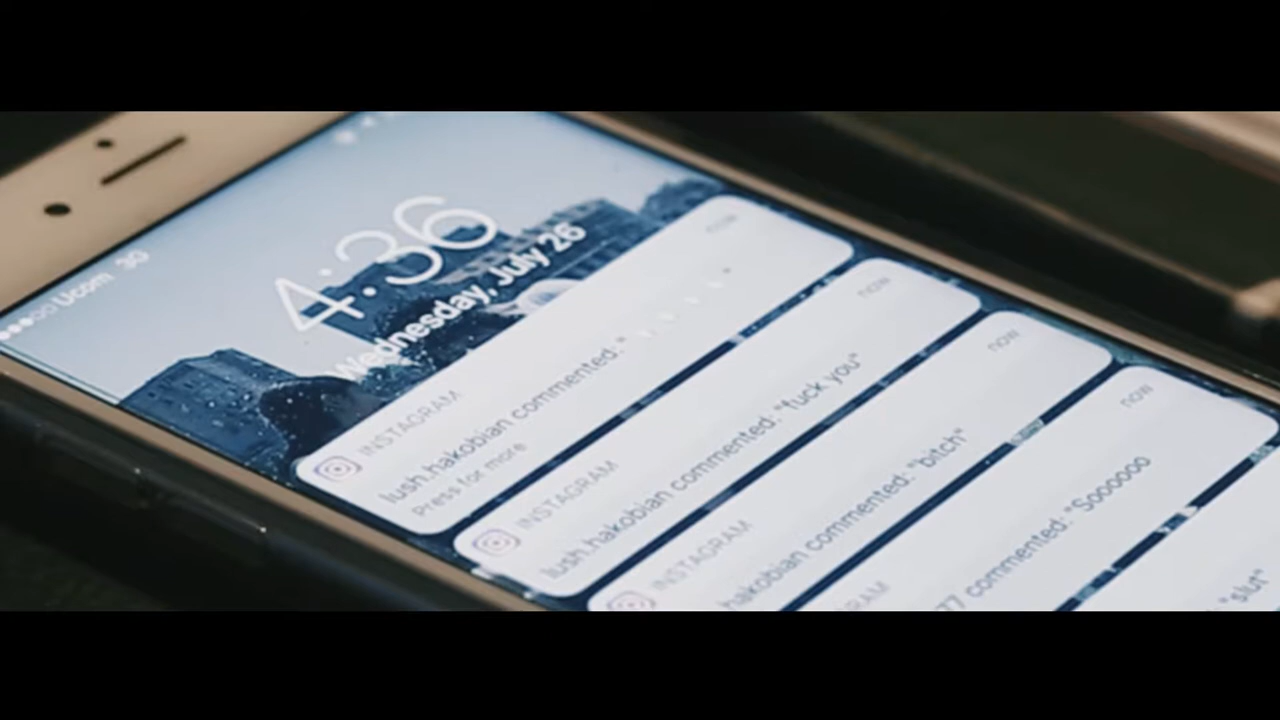 Ucom 3G
4:36
Wednesday, July 26
INSTAGRAM now
lush.hakobian commented: "
Press for more
INSTAGRAM now
lush.hakobian commented: "fuck you"
INSTAGRAM now
hakobian commented: "bitch"
RAM now
77 commented: "Soooooo
: "slut"